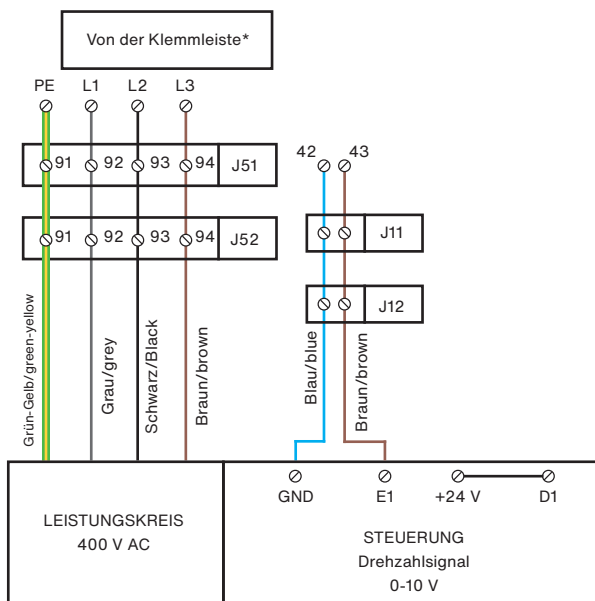 Von der Klemmleiste*
PE L1 L2 L3
91 92 93 94 J51
42 43
91 92 93 94 J52
J11
J12
Grün-Gelb/green-yellow
Grau/grey
Schwarz/Black
Braun/brown
Blau/blue
Braun/brown
GND E1 +24 V D1
LEISTUNGSKREIS
400 V AC
STEUERUNG
Drehzahlsignal
0-10 V